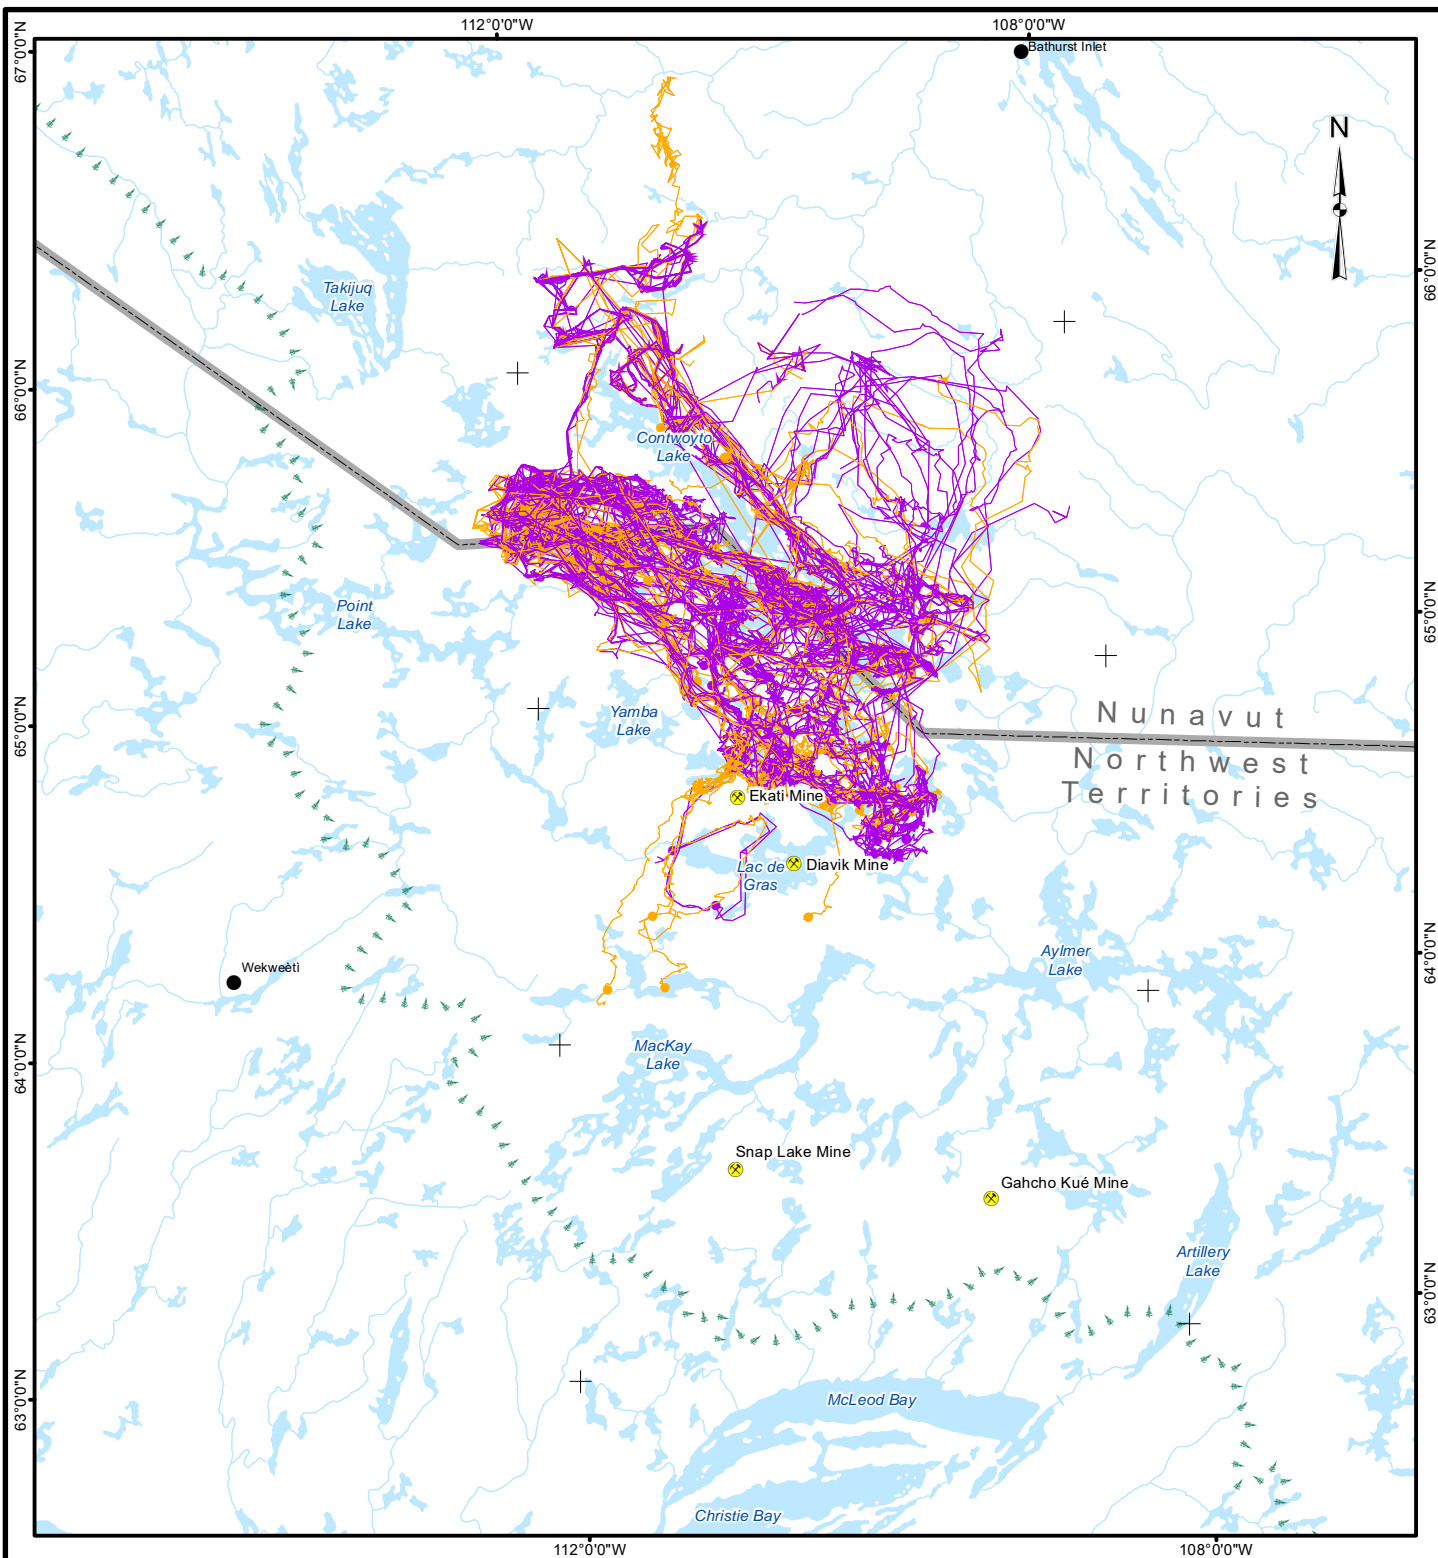 112°0'0"W
108°0'0"W
67°0'0"N
Bathurst Inlet
N
66°0'0"N
Takijuq
Lake
66°0'0"N
Contwoyto
Lake
Point
Lake
65°0'0"N
Yamba
Lake
65°0'0"N
Nunavut
Northwest
Territories
Ekati Mine
Lac de
Gras
Diavik Mine
Aylmer
Lake
64°0'0"N
Wekweètì
MacKay
Lake
64°0'0"N
Snap Lake Mine
Gahcho Kué Mine
Artillery
Lake
63°0'0"N
McLeod Bay
63°0'0"N
Christie Bay
112°0'0"W
108°0'0"W